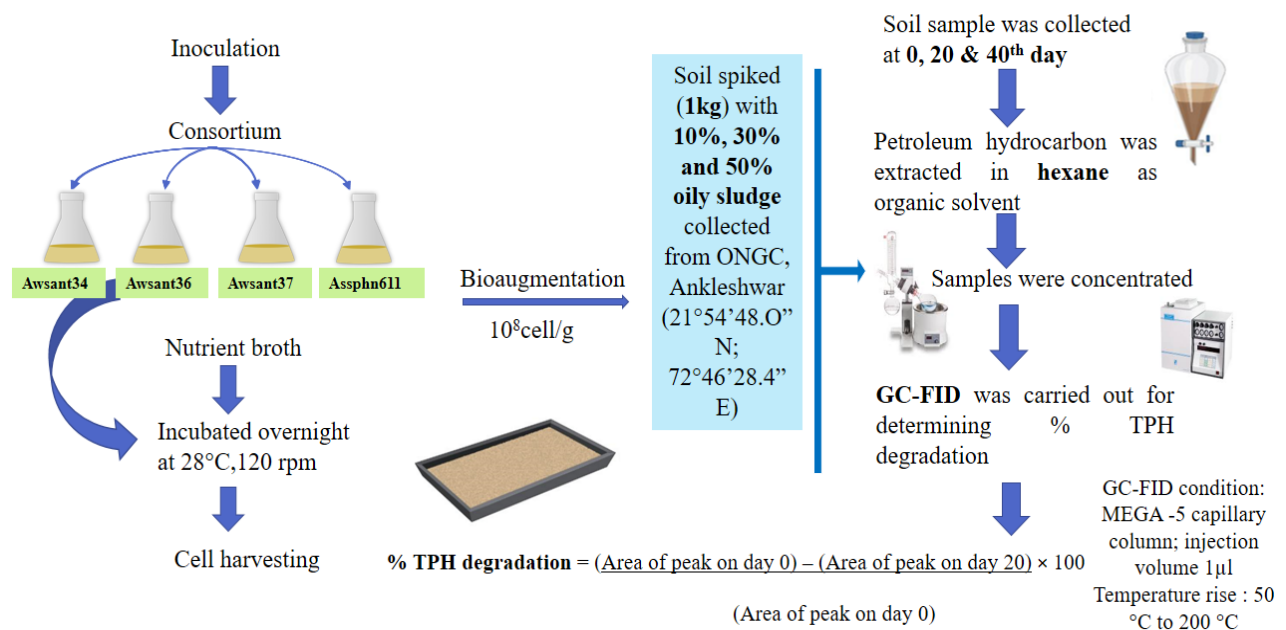 Inoculation
Consortium
Awsant34
Awsant36
Awsant37
Assphn611
Nutrient broth
Incubated overnight
at 28°C,120 rpm
Cell harvesting
Bioaugmentation
10⁸cell/g
Soil spiked
(1kg) with
10%, 30%
and 50%
oily sludge
collected
from ONGC,
Ankleshwar
(21°54’48.O”
N;
72°46’28.4”
E)
Soil sample was collected
at 0, 20 & 40th day
Petroleum hydrocarbon was
extracted in hexane as
organic solvent
Samples were concentrated
GC-FID was carried out for
determining % TPH
degradation
% TPH degradation = (Area of peak on day 0) – (Area of peak on day 20) × 100
(Area of peak on day 0)
GC-FID condition:
MEGA -5 capillary
column; injection
volume 1µl
Temperature rise : 50
°C to 200 °C